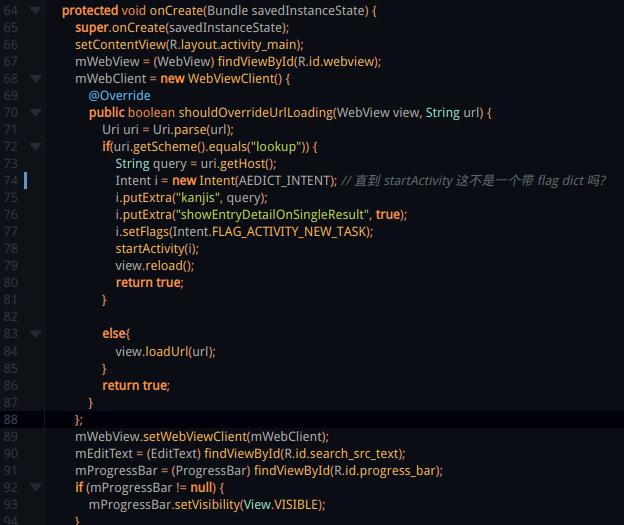 64 protected void onCreate(Bundle savedInstanceState) {
65 super.onCreate(savedInstanceState);
66 setContentView(R.layout.activity_main);
67 mWebView = (WebView) findViewById(R.id.webview);
68 mWebClient = new WebViewClient() {
69 @Override
70 public boolean shouldOverrideUrlLoading(WebView view, String url) {
71 Uri uri = Uri.parse(url);
72 if(uri.getScheme().equals("lookup")) {
73 String query = uri.getHost();
74 Intent i = new Intent(AEDICT_INTENT); // 直到 startActivity 这不是一个带 flag dict 吗?
75 i.putExtra("kanjis", query);
76 i.putExtra("showEntryDetailOnSingleResult", true);
77 i.setFlags(Intent.FLAG_ACTIVITY_NEW_TASK);
78 startActivity(i);
79 view.reload();
80 return true;
81 }
82
83 else{
84 view.loadUrl(url);
85 }
86 return true;
87 }
88 };
89 mWebView.setWebViewClient(mWebClient);
90 mEditText = (EditText) findViewById(R.id.search_src_text);
91 mProgressBar = (ProgressBar) findViewById(R.id.progress_bar);
92 if (mProgressBar != null) {
93 mProgressBar.setVisibility(View.VISIBLE);
94 }